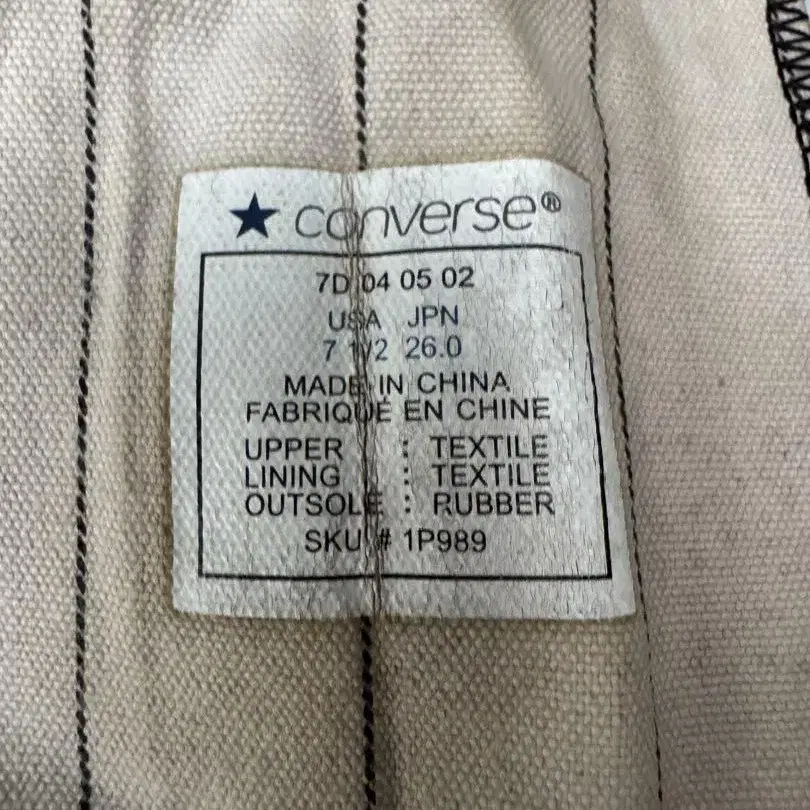 converse®
7D 04 05 02
USA JPN
7 1/2 26.0
MADE IN CHINA
FABRIQUÉ EN CHINE
UPPER : TEXTILE
LINING : TEXTILE
OUTSOLE : RUBBER
SKU # 1P989